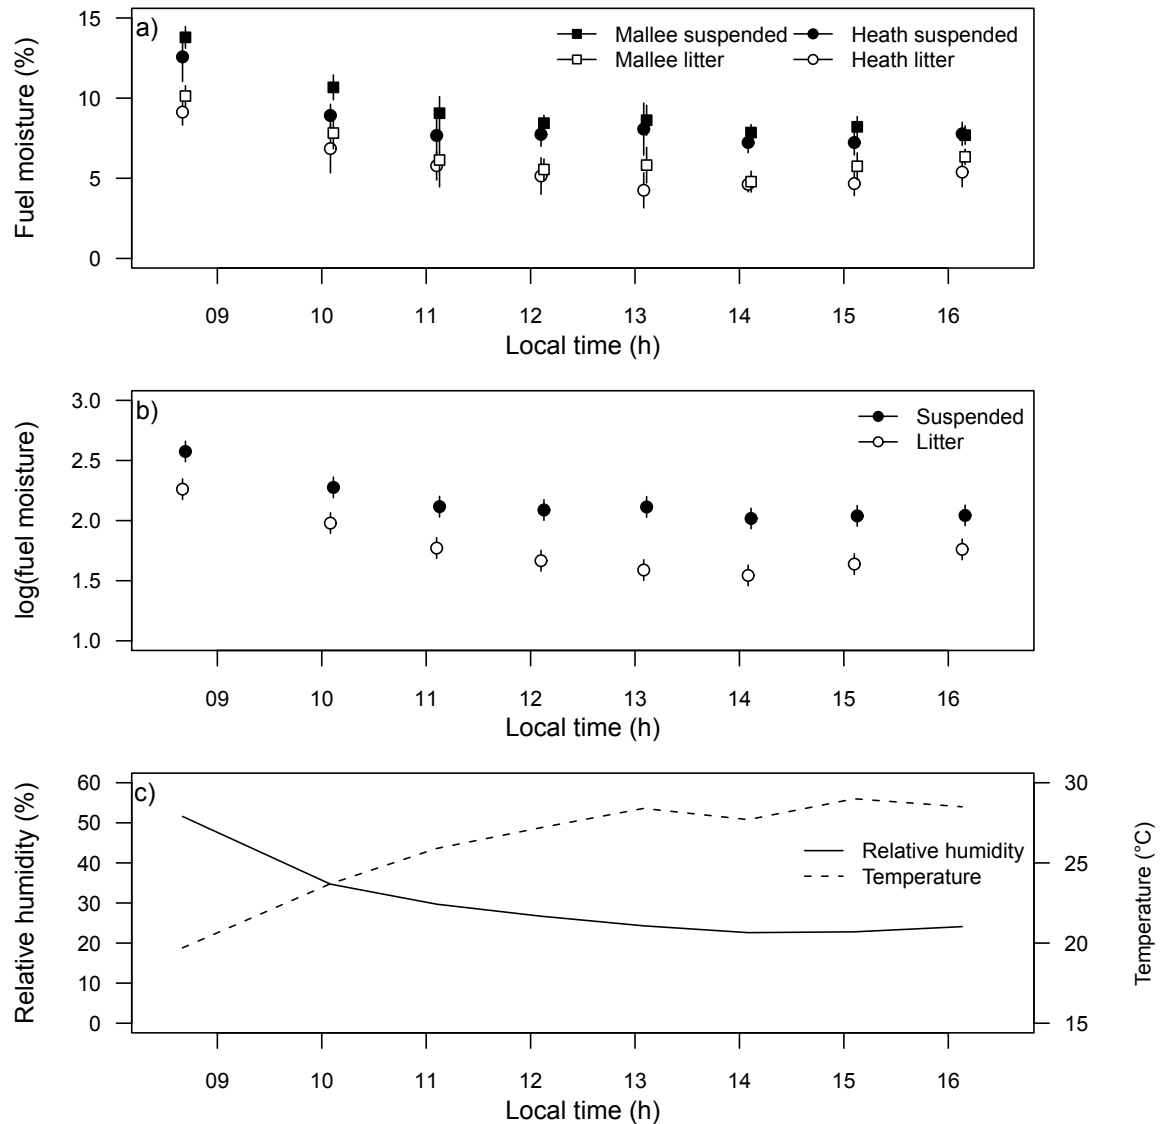 a)
Mallee suspended Heath suspended
Mallee litter Heath litter
15
10
5
0
Fuel moisture (%)
09 10 11 12 13 14 15 16
Local time (h)
b)
Suspended
Litter
3.0
2.5
2.0
1.5
1.0
log(fuel moisture)
09 10 11 12 13 14 15 16
Local time (h)
c)
Relative humidity
Temperature
60
50
40
30
20
10
0
Relative humidity (%)
30
25
20
15
Temperature (°C)
09 10 11 12 13 14 15 16
Local time (h)